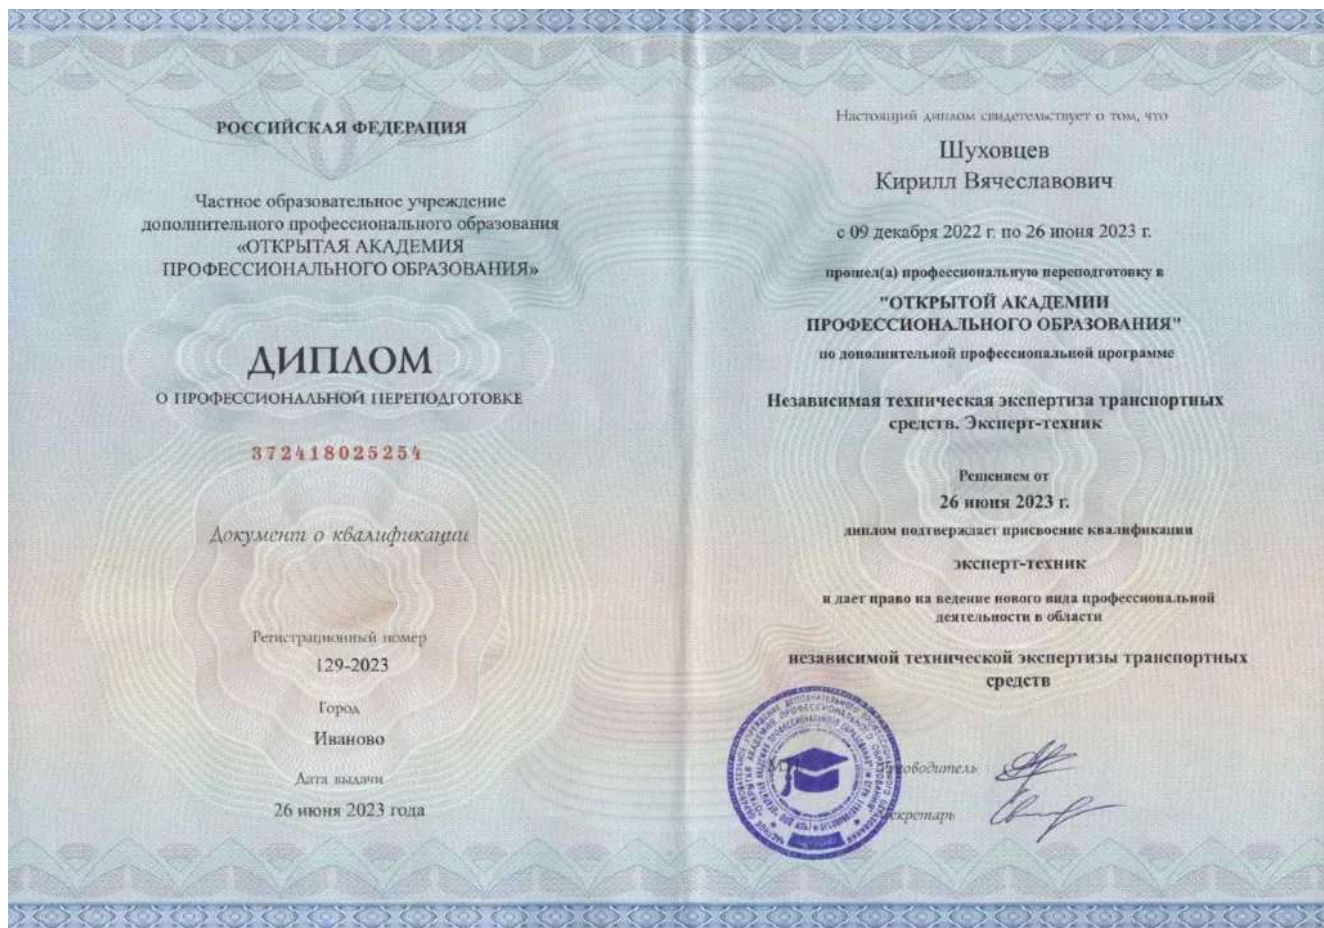 РОССИЙСКАЯ ФЕДЕРАЦИЯ
Частное образовательное учреждение
дополнительного профессионального образования
«ОТКРЫТАЯ АКАДЕМИЯ
ПРОФЕССИОНАЛЬНОГО ОБРАЗОВАНИЯ»
ДИПЛОМ
О ПРОФЕССИОНАЛЬНОЙ ПЕРЕПОДГОТОВКЕ
372418025254
Документ о квалификации
Регистрационный номер
129-2023
Город
Иваново
Дата выдачи
26 июня 2023 года
Настоящий диплом свидетельствует о том, что
Шуховцев
Кирилл Вячеславович
с 09 декабря 2022 г. по 26 июня 2023 г.
прошел(а) профессиональную переподготовку в
"ОТКРЫТОЙ АКАДЕМИИ
ПРОФЕССИОНАЛЬНОГО ОБРАЗОВАНИЯ"
по дополнительной профессиональной программе
Независимая техническая экспертиза транспортных
средств. Эксперт-техник
Решением от
26 июня 2023 г.
диплом подтверждает присвоение квалификации
эксперт-техник
и дает право на ведение нового вида профессиональной
деятельности в области
независимой технической экспертизы транспортных
средств
М.П.
Руководитель
Секретарь